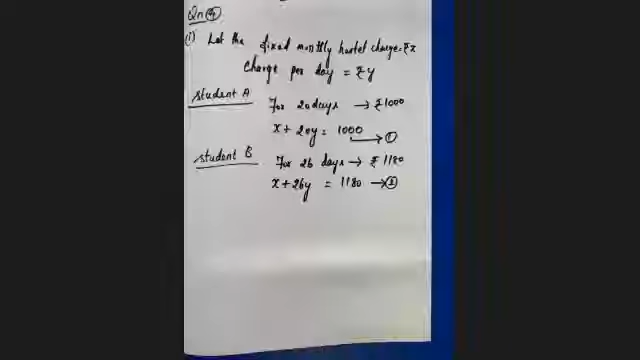 Qn 4
(i) Let the fixed monthly hostel charge = ₹x
Charge per day = ₹y
Student A For 20 days → ₹1000
x + 20y = 1000 → ①
Student B For 26 days → ₹1180
x + 26y = 1180 → ②